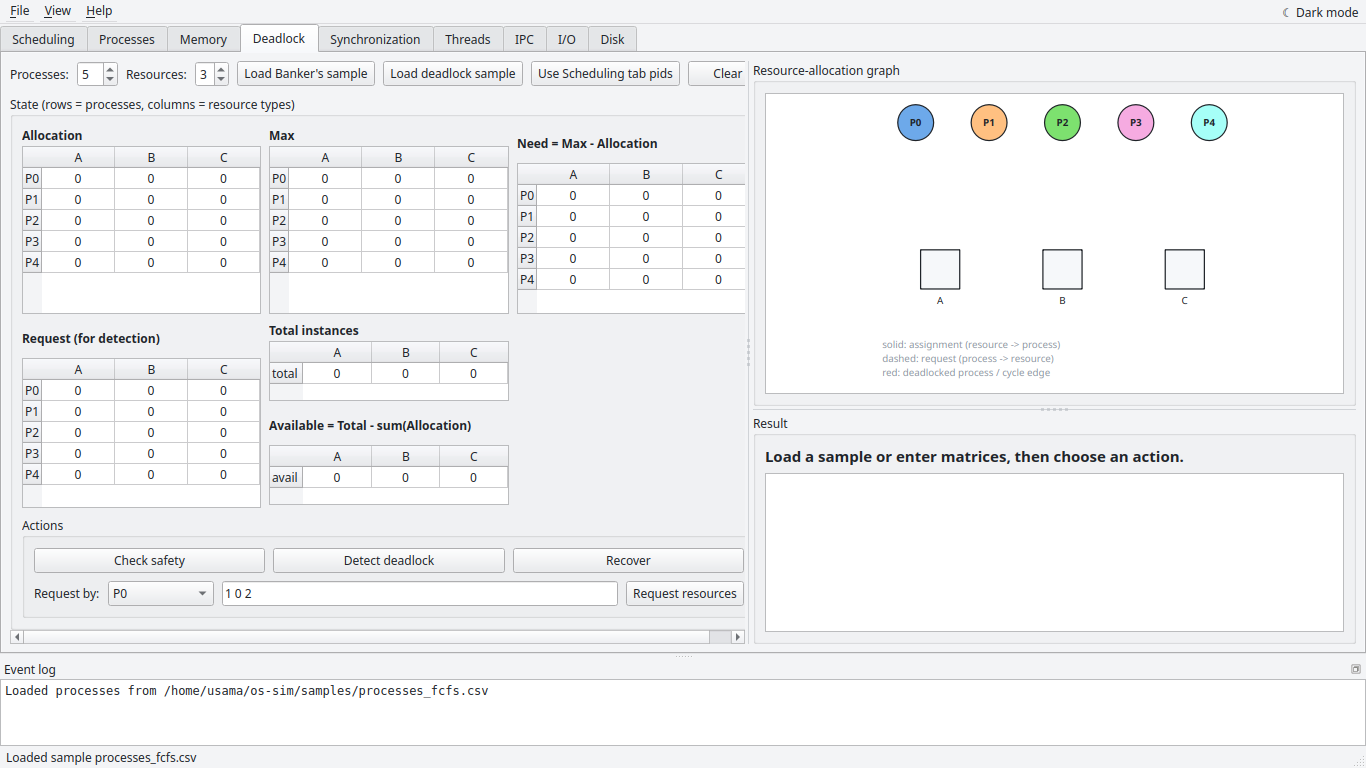 File View Help
☾ Dark mode
Scheduling Processes Memory Deadlock Synchronization Threads IPC I/O Disk
Processes: 5 Resources: 3 Load Banker's sample Load deadlock sample Use Scheduling tab pids Clear
State (rows = processes, columns = resource types)
Allocation
A B C
P0 0 0 0
P1 0 0 0
P2 0 0 0
P3 0 0 0
P4 0 0 0
Max
A B C
P0 0 0 0
P1 0 0 0
P2 0 0 0
P3 0 0 0
P4 0 0 0
Need = Max - Allocation
A B C
P0 0 0 0
P1 0 0 0
P2 0 0 0
P3 0 0 0
P4 0 0 0
Request (for detection)
A B C
P0 0 0 0
P1 0 0 0
P2 0 0 0
P3 0 0 0
P4 0 0 0
Total instances
A B C
total 0 0 0
Available = Total - sum(Allocation)
A B C
avail 0 0 0
Actions
Check safety Detect deadlock Recover
Request by: P0 1 0 2 Request resources
Resource-allocation graph
P0 P1 P2 P3 P4
A B C
solid: assignment (resource -> process)
dashed: request (process -> resource)
red: deadlocked process / cycle edge
Result
Load a sample or enter matrices, then choose an action.
Event log
Loaded processes from /home/usama/os-sim/samples/processes_fcfs.csv
Loaded sample processes_fcfs.csv